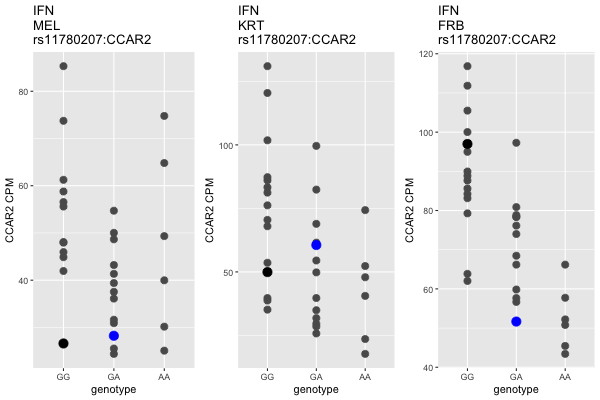 IFN
MEL
rs11780207:CCAR2
CCAR2 CPM
80
60
40
GG GA AA
genotype
IFN
KRT
rs11780207:CCAR2
CCAR2 CPM
100
50
GG GA AA
genotype
IFN
FRB
rs11780207:CCAR2
CCAR2 CPM
120
100
80
60
40
GG GA AA
genotype